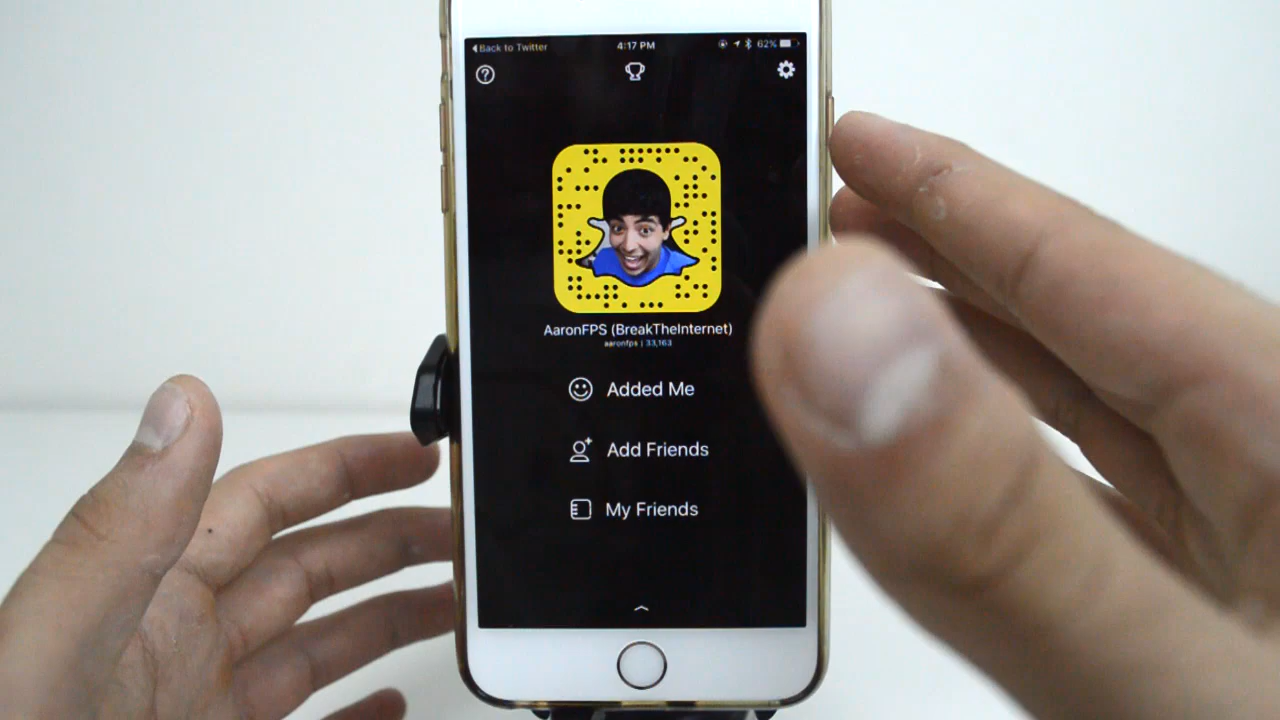 Back to Twitter 4:17 PM 62%
AaronFPS (BreakTheInternet)
aaronfps | 33,163
Added Me
Add Friends
My Friends